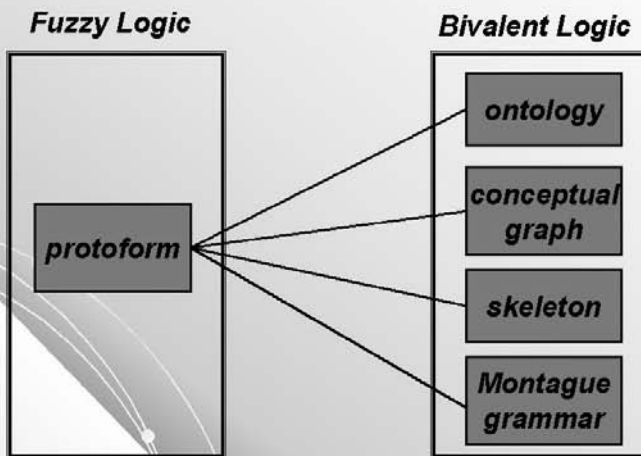 Fuzzy Logic
Bivalent Logic
protoform
ontology
conceptual
graph
skeleton
Montague
grammar